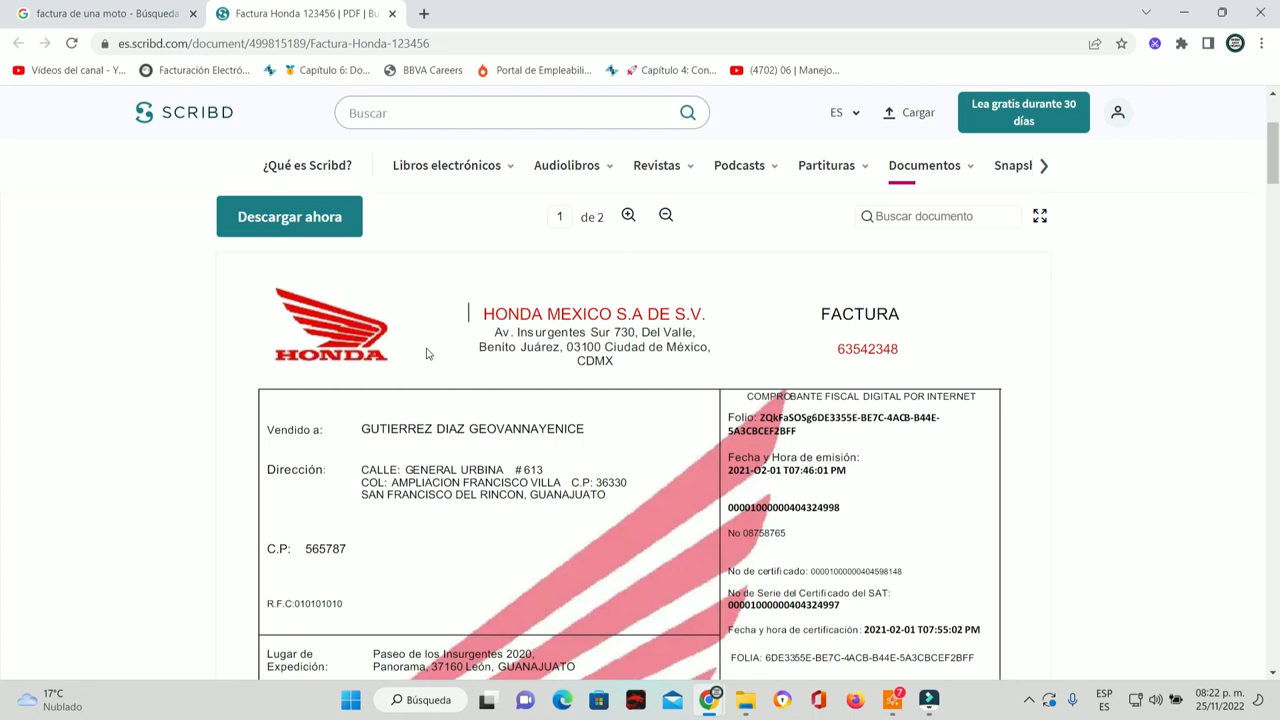 factura de una moto - Búsqueda
Factura Honda 123456 | PDF | Bu
es.scribd.com/document/499815189/Factura-Honda-123456
Vídeos del canal - Y...
Facturación Electró...
Capítulo 6: Do...
BBVA Careers
Portal de Empleabili...
Capítulo 4: Con...
(4702) 06 | Manejo...
SCRIBD
Buscar
ES
Cargar
Lea gratis durante 30
días
¿Qué es Scribd?
Libros electrónicos
Audiolibros
Revistas
Podcasts
Partituras
Documentos
Snapsl
Descargar ahora
1 de 2
Buscar documento
HONDA
HONDA MEXICO S.A DE S.V.
Av. Insurgentes Sur 730, Del Valle,
Benito Juárez, 03100 Ciudad de México,
CDMX
FACTURA
63542348
Vendido a: GUTIERREZ DIAZ GEOVANNAYENICE
Dirección: CALLE: GENERAL URBINA # 613
COL: AMPLIACION FRANCISCO VILLA C.P: 36330
SAN FRANCISCO DEL RINCON, GUANAJUATO
C.P: 565787
R.F.C:010101010
Lugar de Paseo de los Insurgentes 2020,
Expedición: Panorama, 37160 León, GUANAJUATO
COMPROBANTE FISCAL DIGITAL POR INTERNET
Folio: ZQkFaSOSg6DE3355E-BE7C-4ACB-B44E-
5A3CBCEF2BFF
Fecha y Hora de emisión:
2021-O2-01 T07:46:01 PM
00001000000404324998
No 08758765
No de certificado: 00001000000404598148
No de Serie del Certificado del SAT:
00001000000404324997
Fecha y hora de certificación: 2021-02-01 T07:55:02 PM
FOLIA: 6DE3355E-BE7C-4ACB-B44E-5A3CBCEF2BFF
17°C
Nublado
Búsqueda
7
ESP
ES
08:22 p. m.
25/11/2022